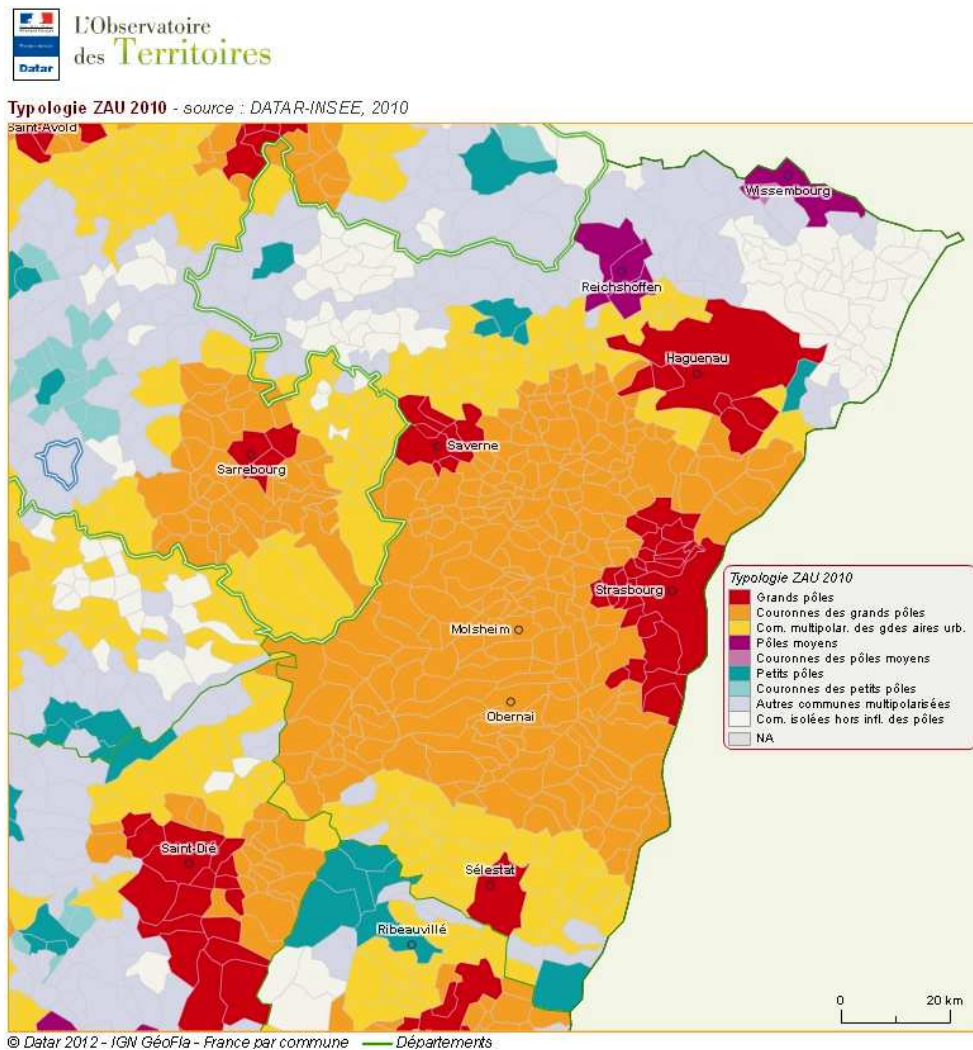 L'Observatoire
des Territoires
Datar
Typologie ZAU 2010 - source : DATAR-INSEE, 2010
Saint-Avold
Wissembourg
Reichshoffen
Haguenau
Saverne
Sarrebourg
Strasbourg
Molsheim
Obernai
Typologie ZAU 2010
Grands pôles
Couronnes des grands pôles
Com. multipolar. des gdes aires urb.
Pôles moyens
Couronnes des pôles moyens
Petits pôles
Couronnes des petits pôles
Autres communes multipolarisées
Com. isolées hors infl. des pôles
NA
Saint-Dié
Sélestat
Ribeauvillé
0 20 km
© Datar 2012 - IGN GéoFla - France par commune Départements